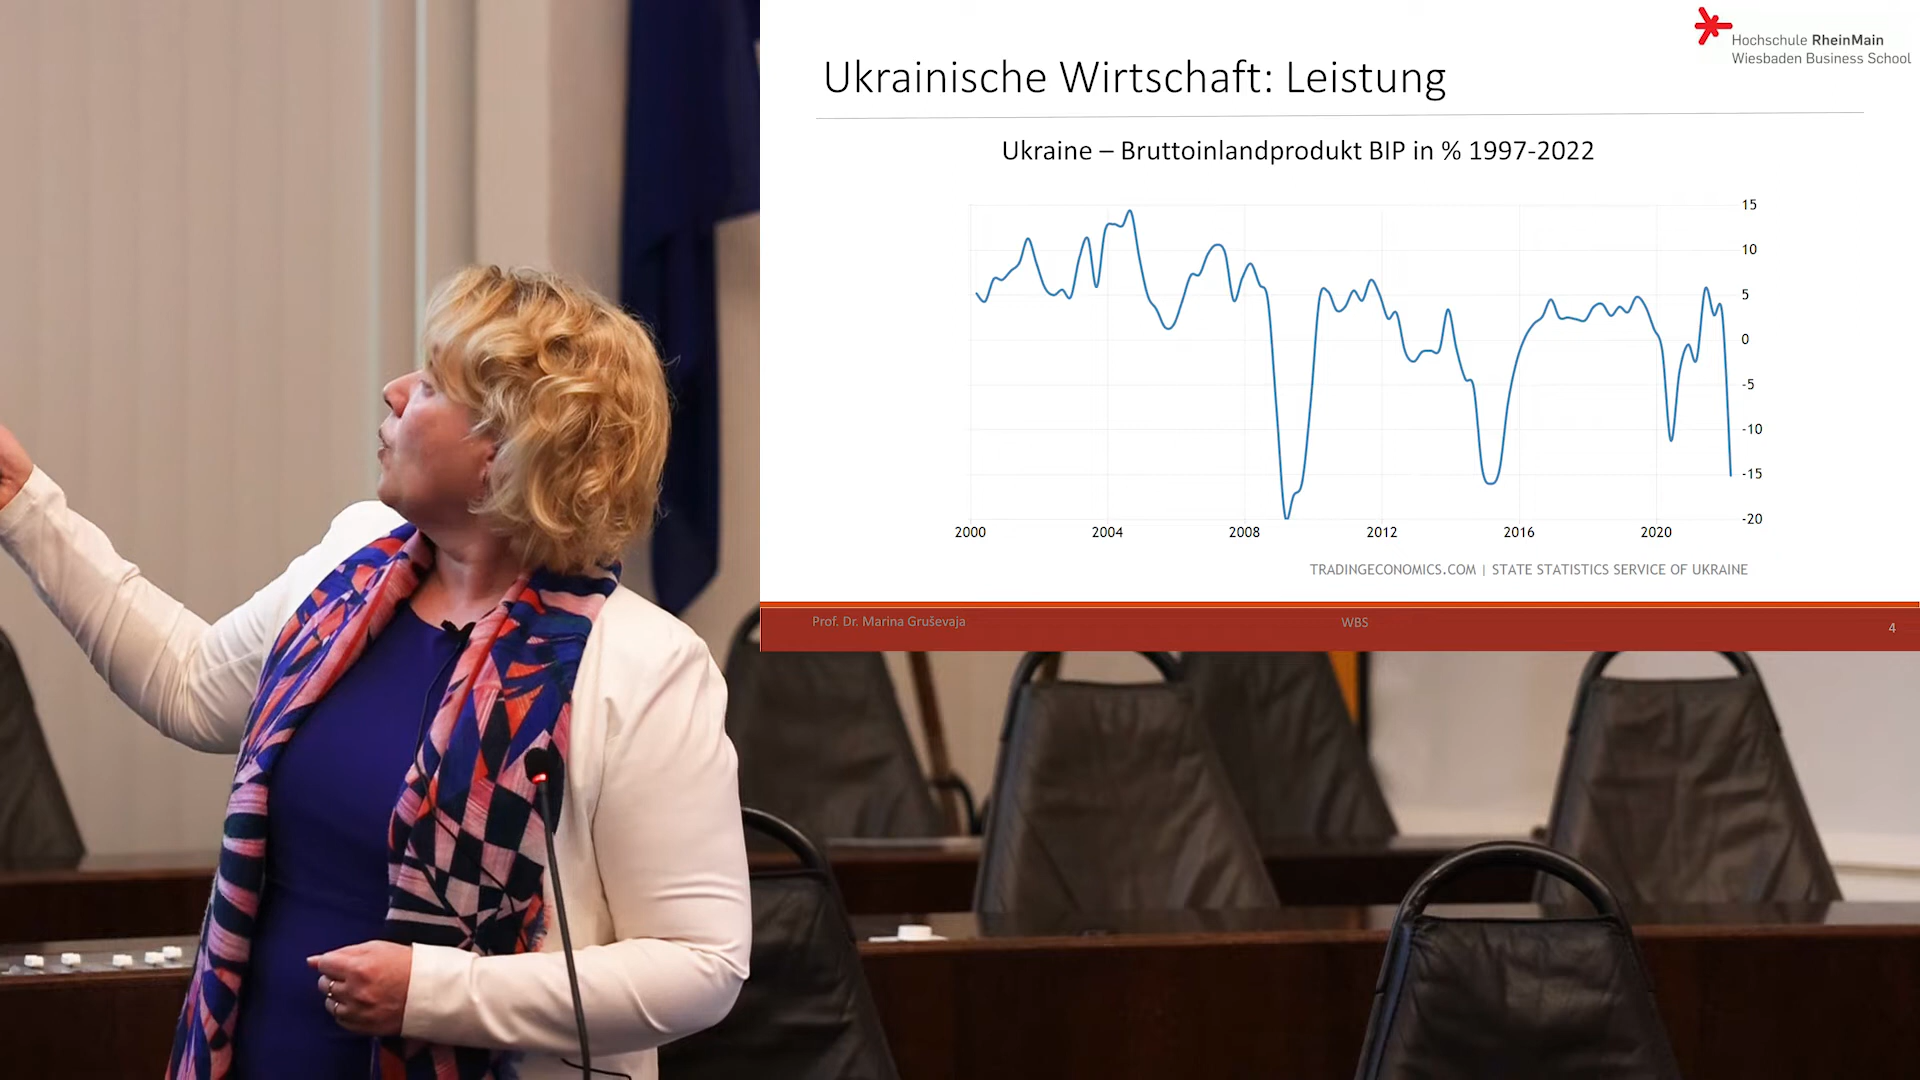 Hochschule RheinMain
Wiesbaden Business School
Ukrainische Wirtschaft: Leistung
Ukraine – Bruttoinlandprodukt BIP in % 1997-2022
15
10
5
0
-5
-10
-15
-20
2000 2004 2008 2012 2016 2020
TRADINGECONOMICS.COM | STATE STATISTICS SERVICE OF UKRAINE
Prof. Dr. Marina Gruševaja WBS 4